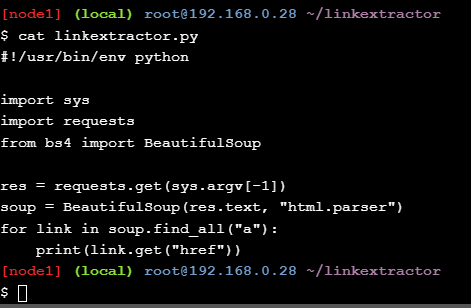 [node1] (local) root@192.168.0.28 ~/linkextractor
$ cat linkextractor.py
#!/usr/bin/env python

import sys
import requests
from bs4 import BeautifulSoup

res = requests.get(sys.argv[-1])
soup = BeautifulSoup(res.text, "html.parser")
for link in soup.find_all("a"):
    print(link.get("href"))
[node1] (local) root@192.168.0.28 ~/linkextractor
$